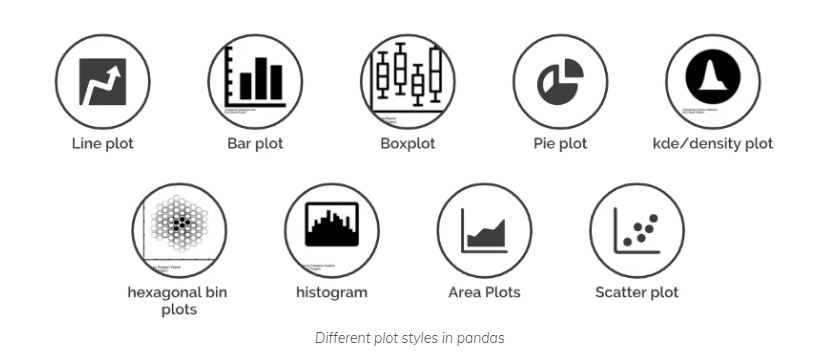 Line plot
Bar plot
Boxplot
Pie plot
kde/density plot
hexagonal bin
plots
histogram
Area Plots
Scatter plot
Different plot styles in pandas